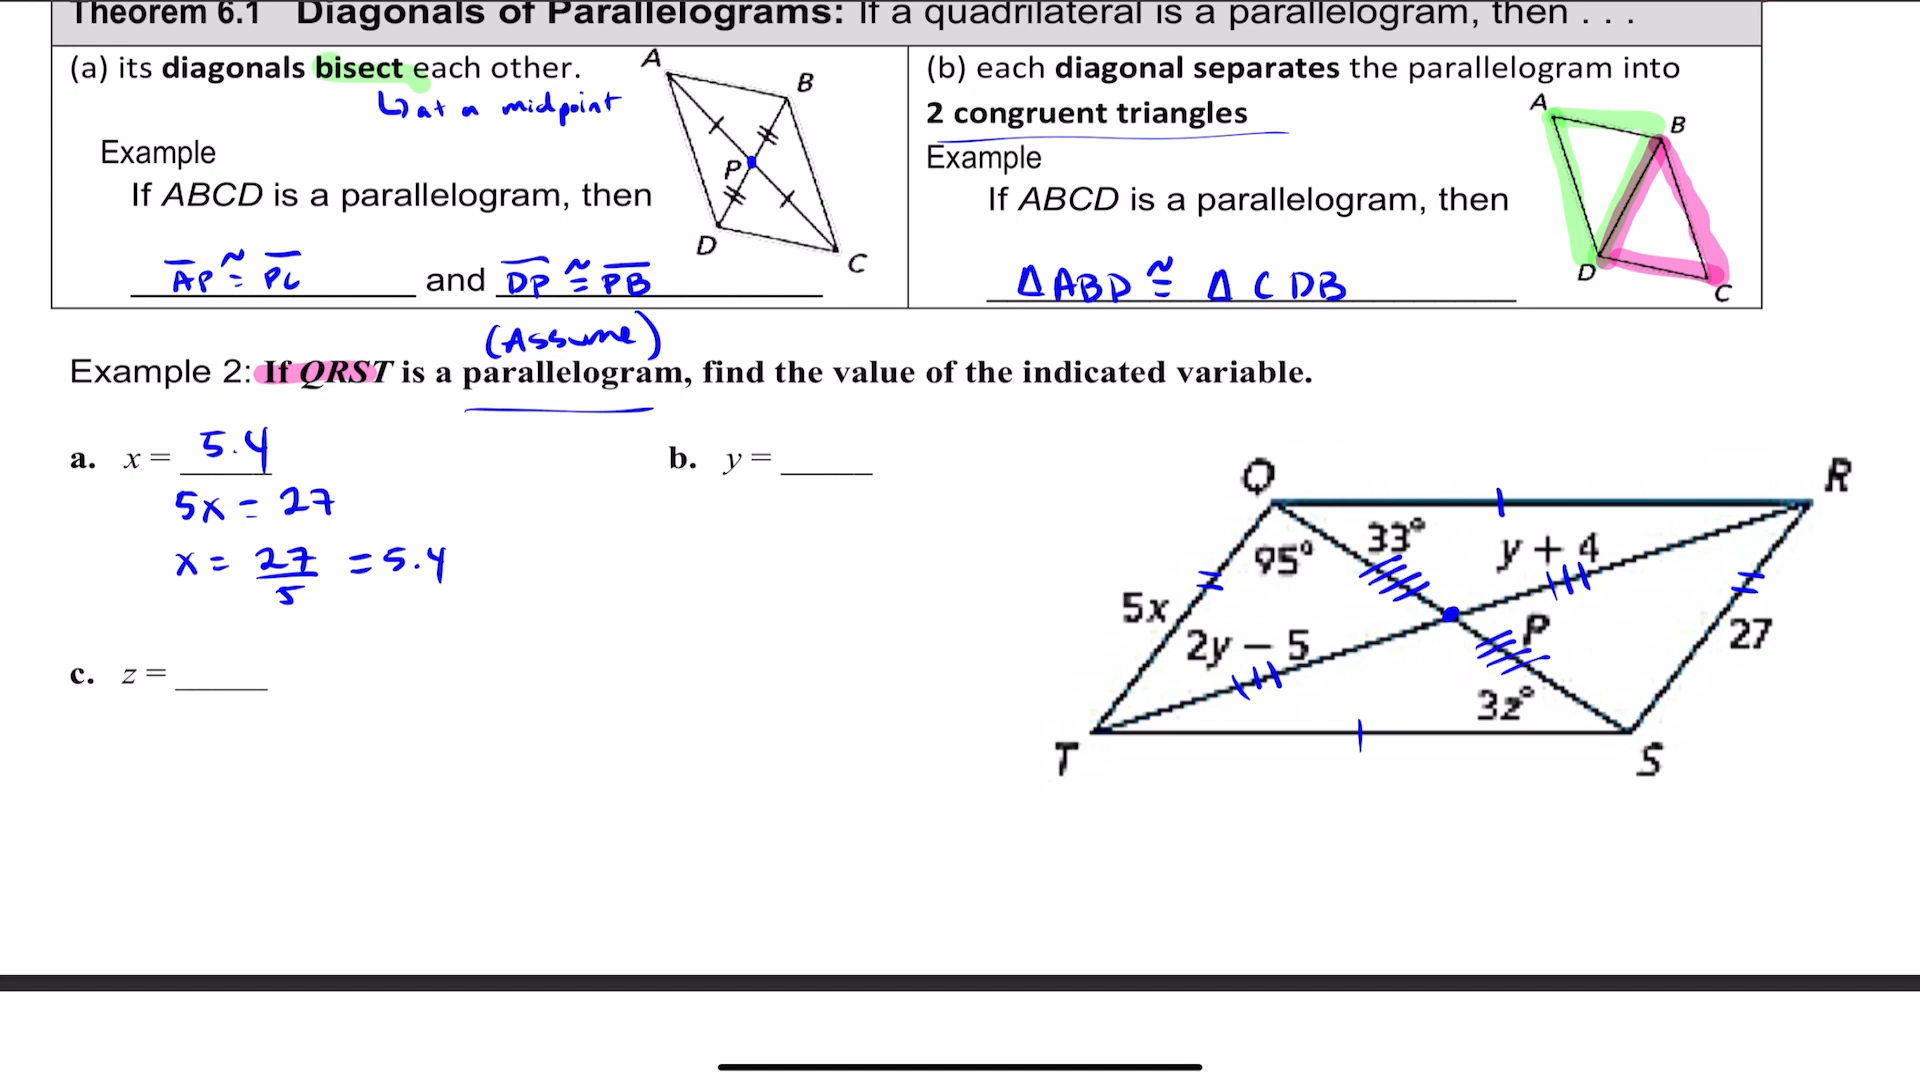 Theorem 6.1 Diagonals of Parallelograms: If a quadrilateral is a parallelogram, then . . .
(a) its diagonals bisect each other.
↳ at a midpoint
Example
If ABCD is a parallelogram, then
AP ≅ PC and DP ≅ PB
A
B
P
D
C
(b) each diagonal separates the parallelogram into
2 congruent triangles
Example
If ABCD is a parallelogram, then
Δ ABD ≅ Δ CDB
A
B
D
C
(Assume)
Example 2: If QRST is a parallelogram, find the value of the indicated variable.
a. x = 5.4
5x = 27
x = 27/5 = 5.4
b. y = _____
c. z = _____
Q
R
95°
33°
y + 4
5x
2y – 5
P
27
3z°
T
S